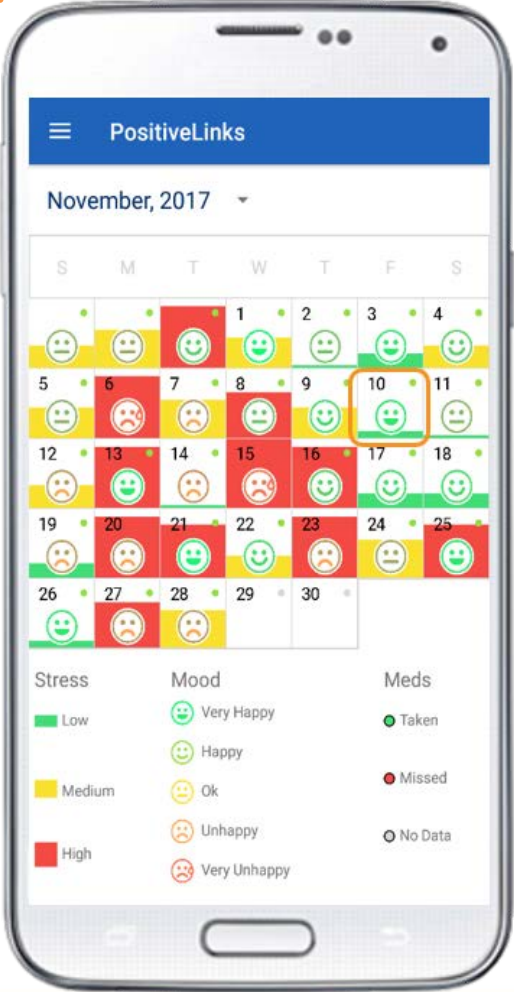 PositiveLinks
November, 2017
S M T W T F S
1 2 3 4
5 6 7 8 9 10 11
12 13 14 15 16 17 18
19 20 21 22 23 24 25
26 27 28 29 30
Stress Mood Meds
Low Very Happy Taken
Happy
Medium Ok Missed
Unhappy No Data
High Very Unhappy